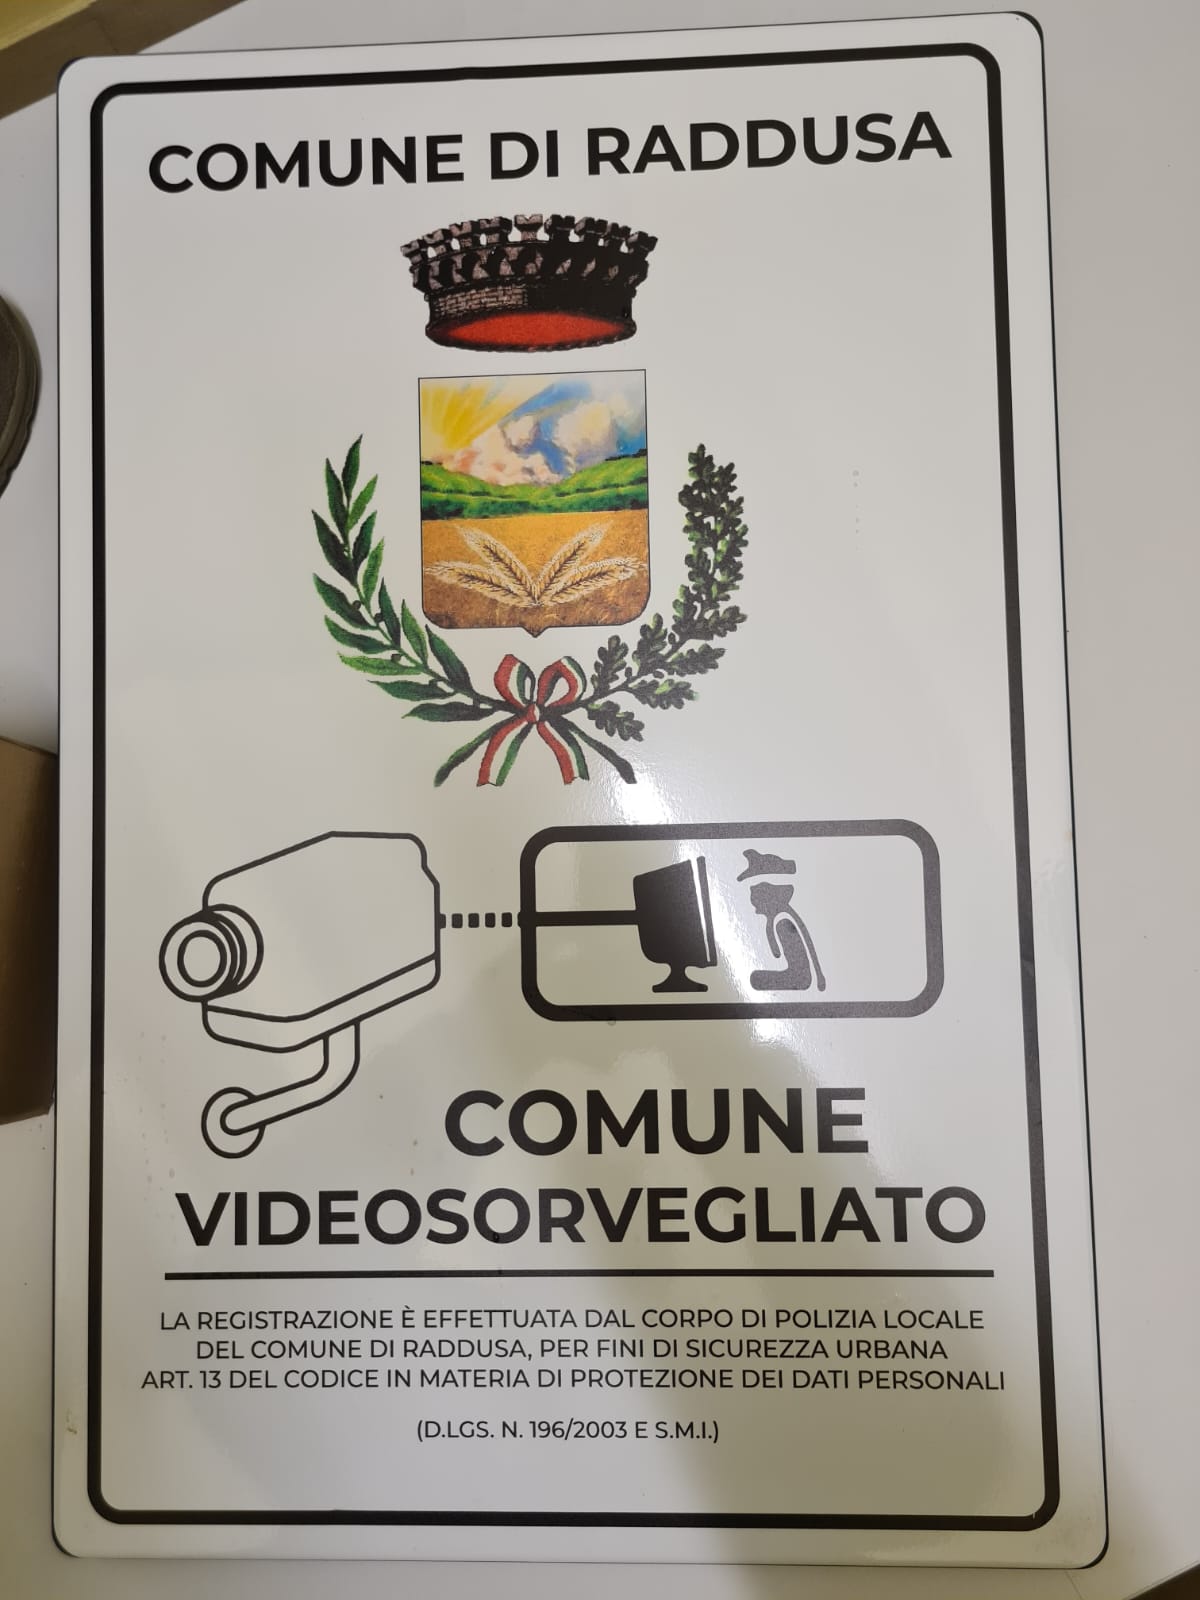 COMUNE DI RADDUSA
COMUNE
VIDEOSORVEGLIATO
LA REGISTRAZIONE È EFFETTUATA DAL CORPO DI POLIZIA LOCALE
DEL COMUNE DI RADDUSA, PER FINI DI SICUREZZA URBANA
ART. 13 DEL CODICE IN MATERIA DI PROTEZIONE DEI DATI PERSONALI
(D.LGS. N. 196/2003 E S.M.I.)